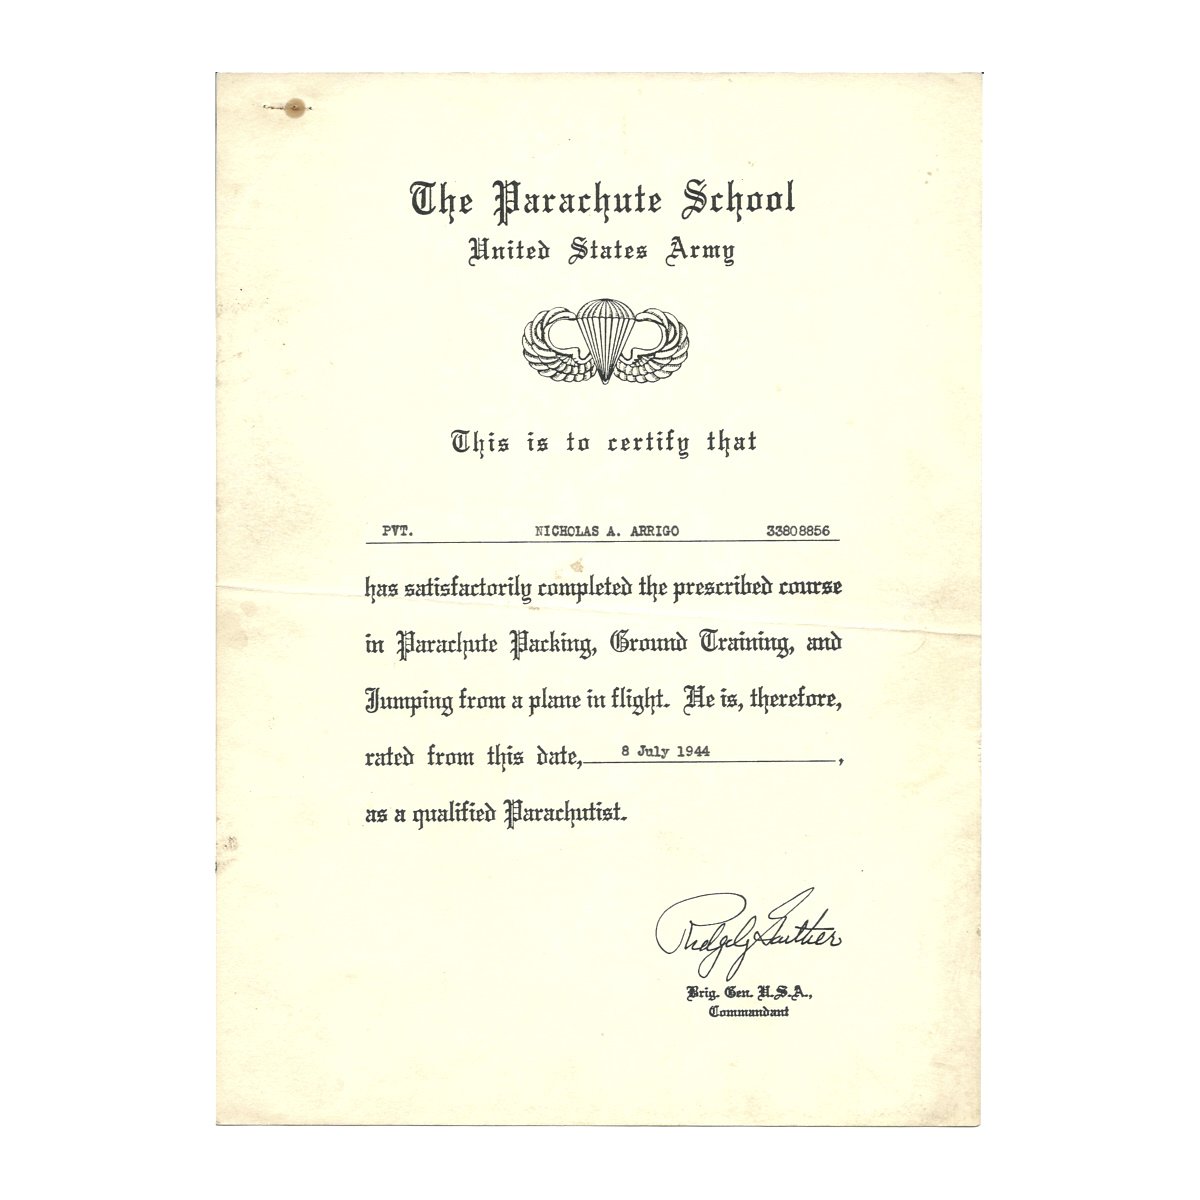 The Parachute School
United States Army
This is to certify that
PVT. NICHOLAS A. ARRIGO 33808856
has satisfactorily completed the prescribed course
in Parachute Packing, Ground Training, and
Jumping from a plane in flight. He is, therefore,
rated from this date, 8 July 1944,
as a qualified Parachutist.
Ridgely Gaither
Brig. Gen. U.S.A.,
Commandant